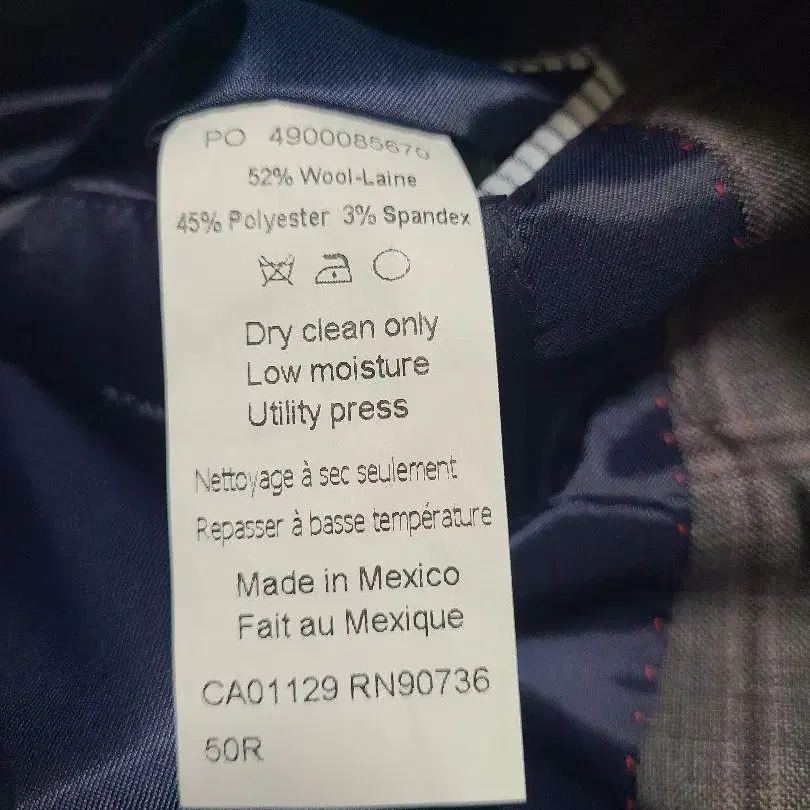 PO 4900085670
52% Wool-Laine
45% Polyester 3% Spandex
Dry clean only
Low moisture
Utility press
Nettoyage à sec seulement
Repasser à basse température
Made in Mexico
Fait au Mexique
CA01129 RN90736
50R